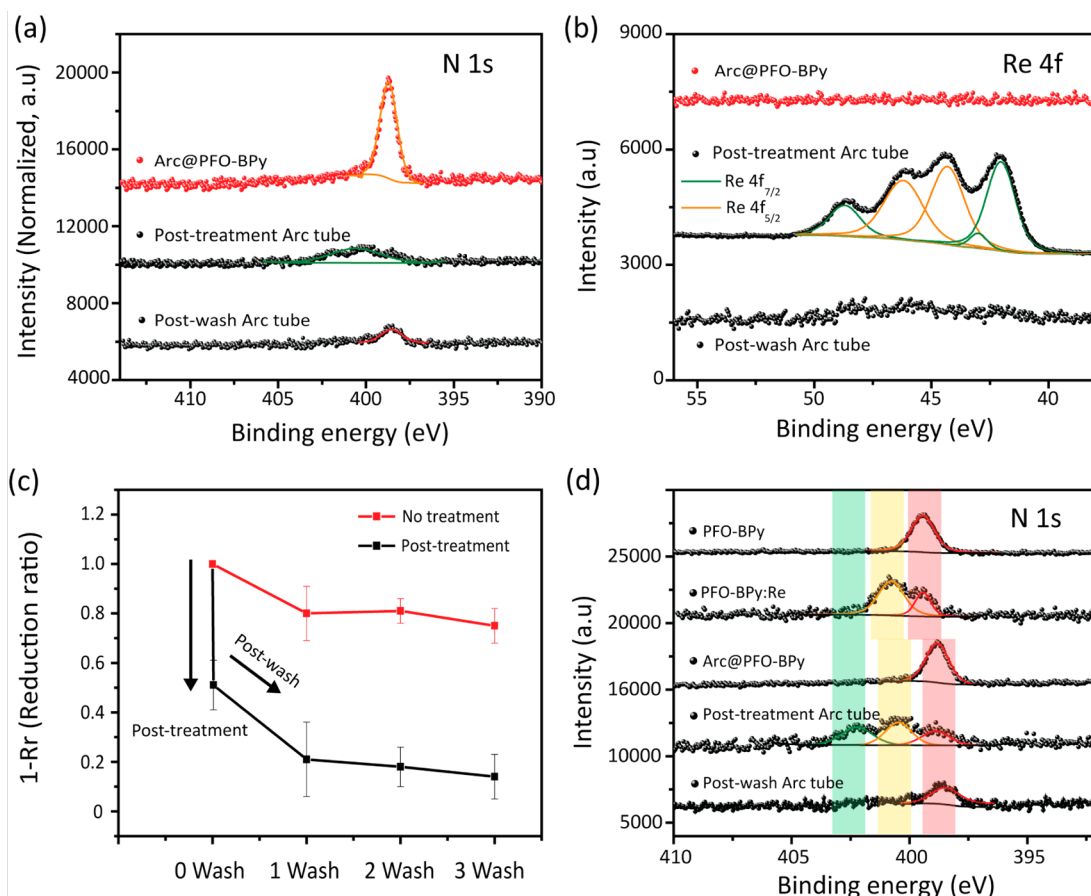 (a)
N 1s
Intensity (Normalized, a.u)
20000
16000
12000
8000
4000
Arc@PFO-BPy
Post-treatment Arc tube
Post-wash Arc tube
410
405
400
395
390
Binding energy (eV)
(b)
Re 4f
Intensity (a.u)
9000
6000
3000
0
Arc@PFO-BPy
Post-treatment Arc tube
Re 4f7/2
Re 4f5/2
Post-wash Arc tube
55
50
45
40
Binding energy (eV)
(c)
1-Rr (Reduction ratio)
1.2
1.0
0.8
0.6
0.4
0.2
0
No treatment
Post-treatment
Post-wash
Post-treatment
0 Wash
1 Wash
2 Wash
3 Wash
(d)
N 1s
Intensity (a.u)
25000
20000
16000
10000
5000
PFO-BPy
PFO-BPy:Re
Arc@PFO-BPy
Post-treatment Arc tube
Post-wash Arc tube
410
405
400
395
Binding energy (eV)